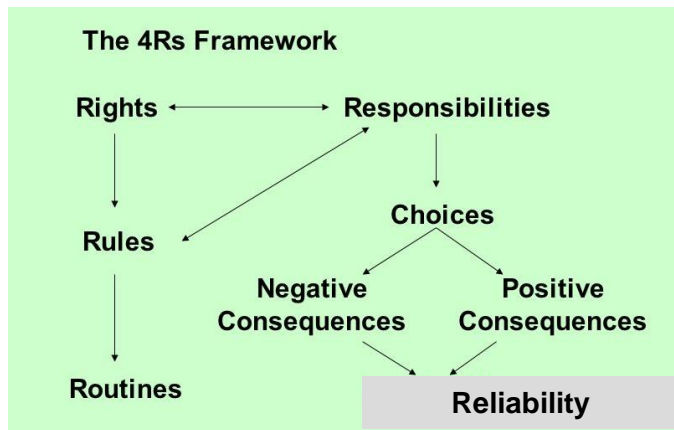 The 4Rs Framework
Rights
Responsibilities
Choices
Rules
Negative
Consequences
Positive
Consequences
Routines
Reliability